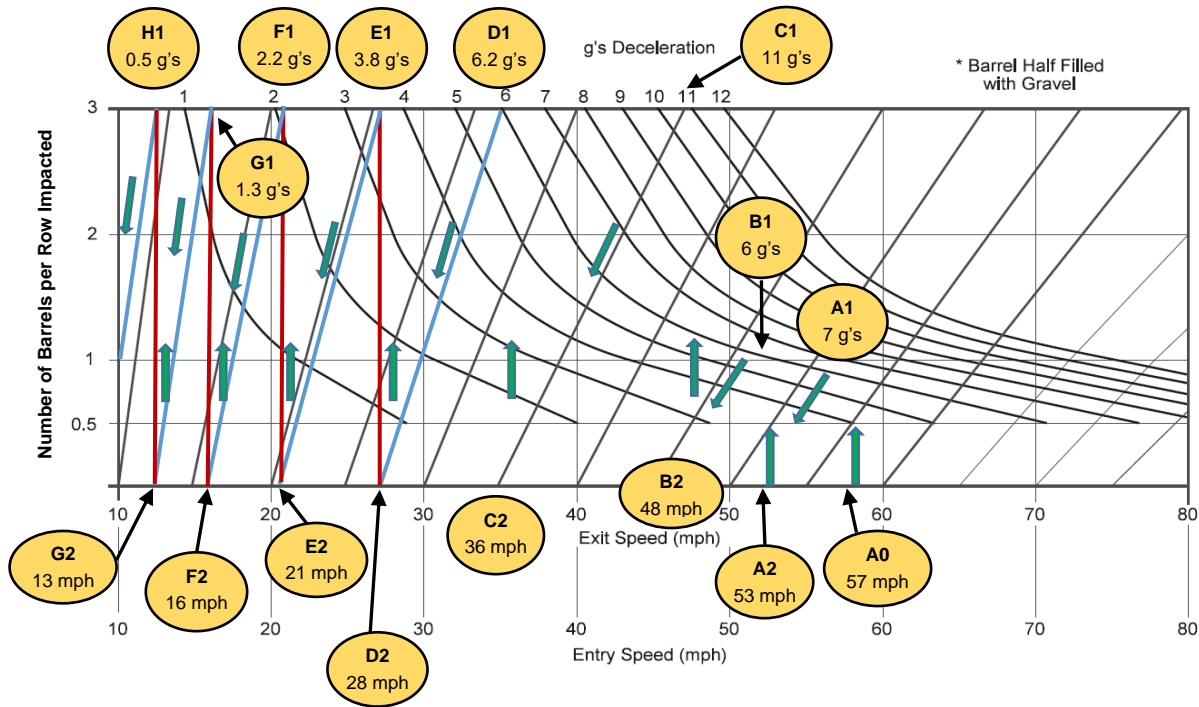 H1
0.5 g's
F1
2.2 g's
E1
3.8 g's
D1
6.2 g's
g's Deceleration
C1
11 g's
* Barrel Half Filled
with Gravel
1 2 3 4 5 6 7 8 9 10 11 12
G1
1.3 g's
B1
6 g's
A1
7 g's
Number of Barrels per Row Impacted
3
2
1
0.5
10 20 30 40 50 60 70 80
Exit Speed (mph)
G2
13 mph
F2
16 mph
E2
21 mph
D2
28 mph
C2
36 mph
B2
48 mph
A2
53 mph
A0
57 mph
10 20 30 40 50 60 70 80
Entry Speed (mph)